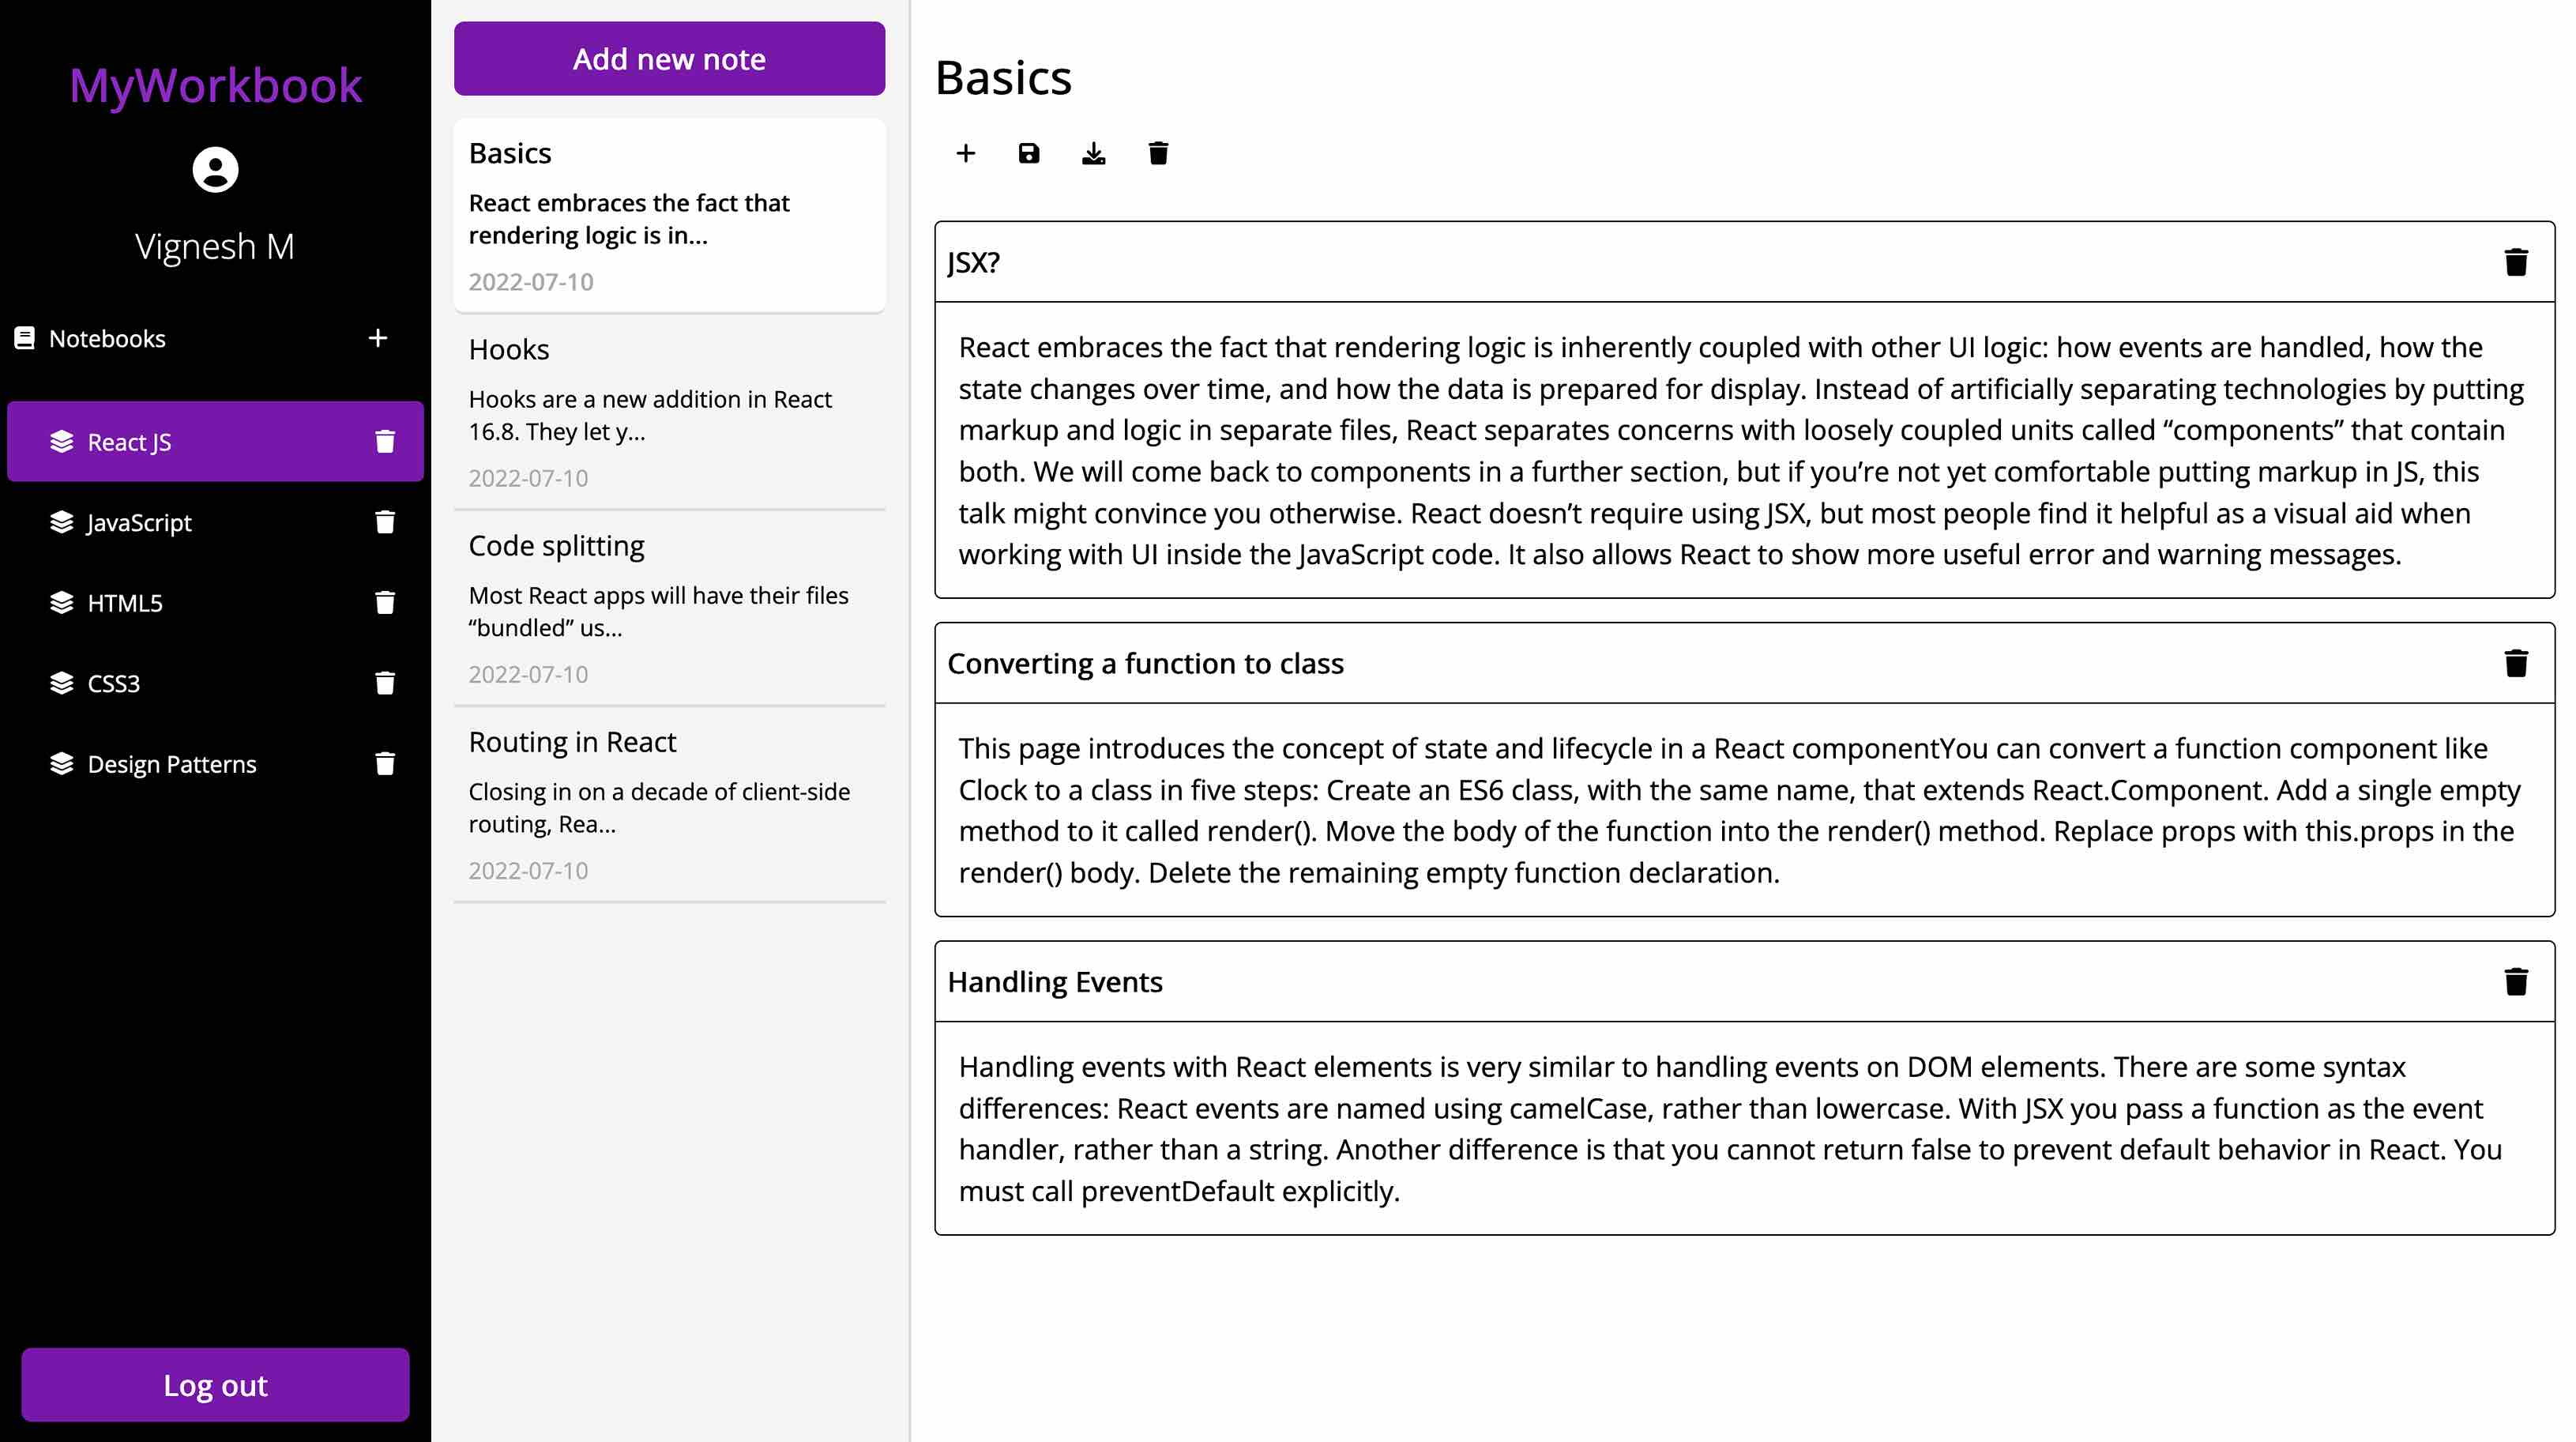 MyWorkbook
Vignesh M
Notebooks
React JS
JavaScript
HTML5
CSS3
Design Patterns
Log out
Add new note
Basics
React embraces the fact that
rendering logic is in...
2022-07-10
Hooks
Hooks are a new addition in React
16.8. They let y...
2022-07-10
Code splitting
Most React apps will have their files
“bundled” us...
2022-07-10
Routing in React
Closing in on a decade of client-side
routing, Rea...
2022-07-10
Basics
JSX?
React embraces the fact that rendering logic is inherently coupled with other UI logic: how events are handled, how the
state changes over time, and how the data is prepared for display. Instead of artificially separating technologies by putting
markup and logic in separate files, React separates concerns with loosely coupled units called “components” that contain
both. We will come back to components in a further section, but if you’re not yet comfortable putting markup in JS, this
talk might convince you otherwise. React doesn’t require using JSX, but most people find it helpful as a visual aid when
working with UI inside the JavaScript code. It also allows React to show more useful error and warning messages.
Converting a function to class
This page introduces the concept of state and lifecycle in a React componentYou can convert a function component like
Clock to a class in five steps: Create an ES6 class, with the same name, that extends React.Component. Add a single empty
method to it called render(). Move the body of the function into the render() method. Replace props with this.props in the
render() body. Delete the remaining empty function declaration.
Handling Events
Handling events with React elements is very similar to handling events on DOM elements. There are some syntax
differences: React events are named using camelCase, rather than lowercase. With JSX you pass a function as the event
handler, rather than a string. Another difference is that you cannot return false to prevent default behavior in React. You
must call preventDefault explicitly.